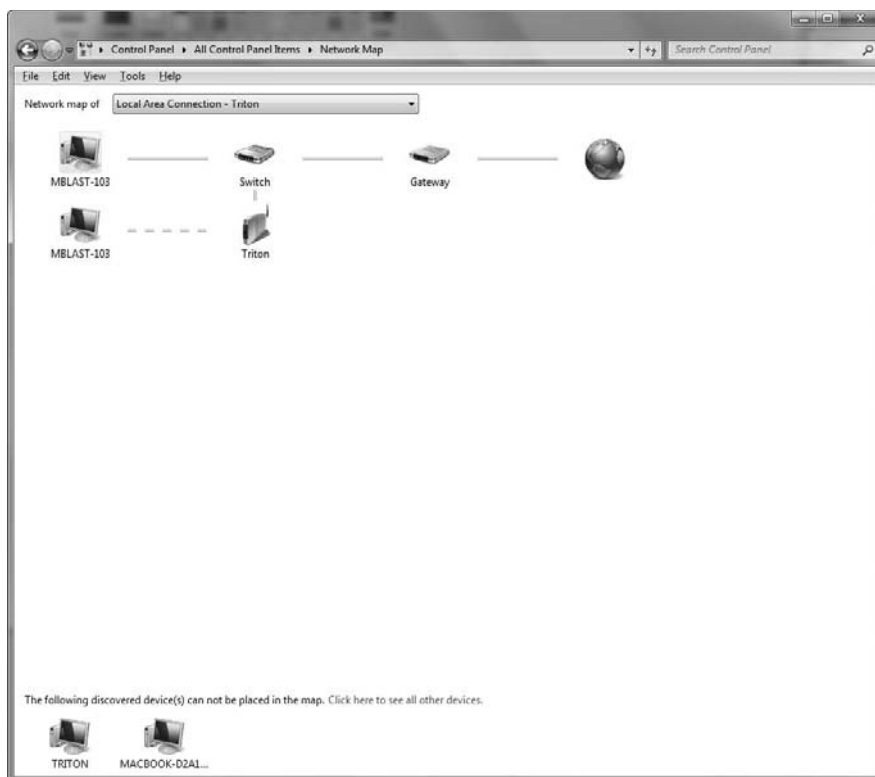 Control Panel ▸ All Control Panel Items ▸ Network Map
Search Control Panel
File Edit View Tools Help
Network map of Local Area Connection - Triton
MBLAST-103 Switch Gateway
MBLAST-103 Triton
The following discovered device(s) can not be placed in the map. Click here to see all other devices.
TRITON MACBOOK-D2A1...